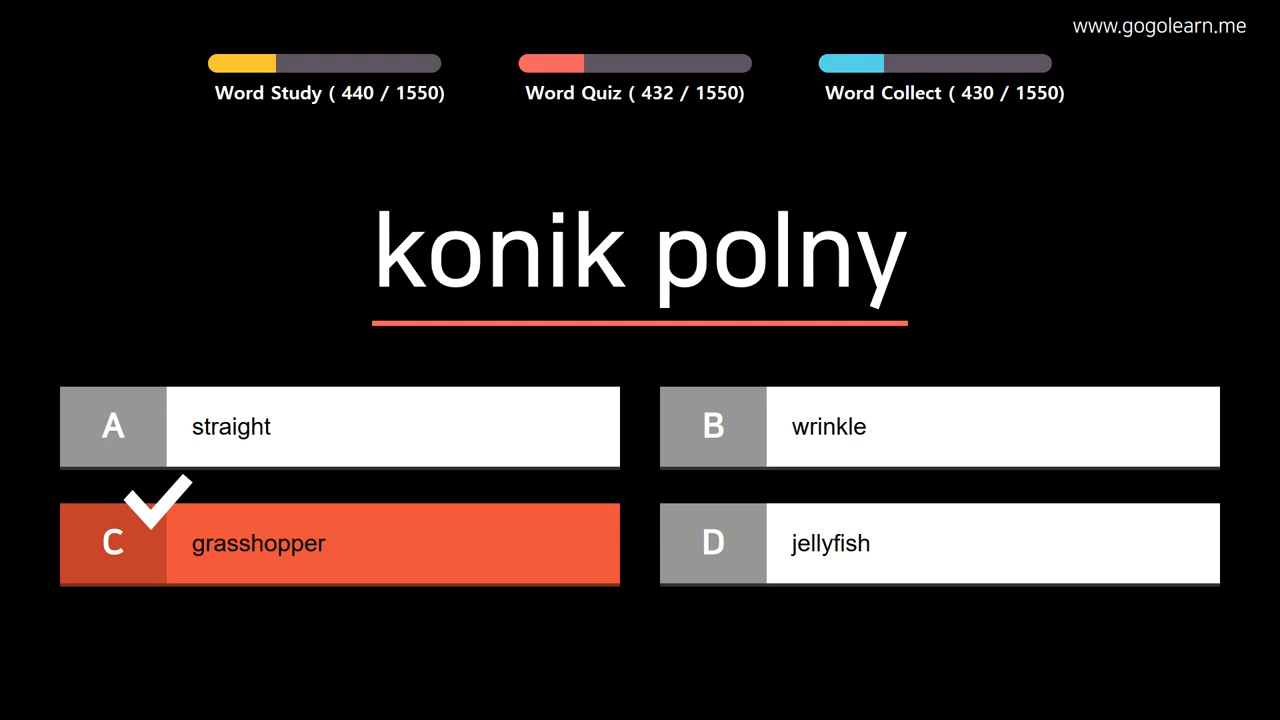 www.gogolearn.me
Word Study ( 440 / 1550)
Word Quiz ( 432 / 1550)
Word Collect ( 430 / 1550)
konik polny
A
straight
B
wrinkle
C
grasshopper
D
jellyfish